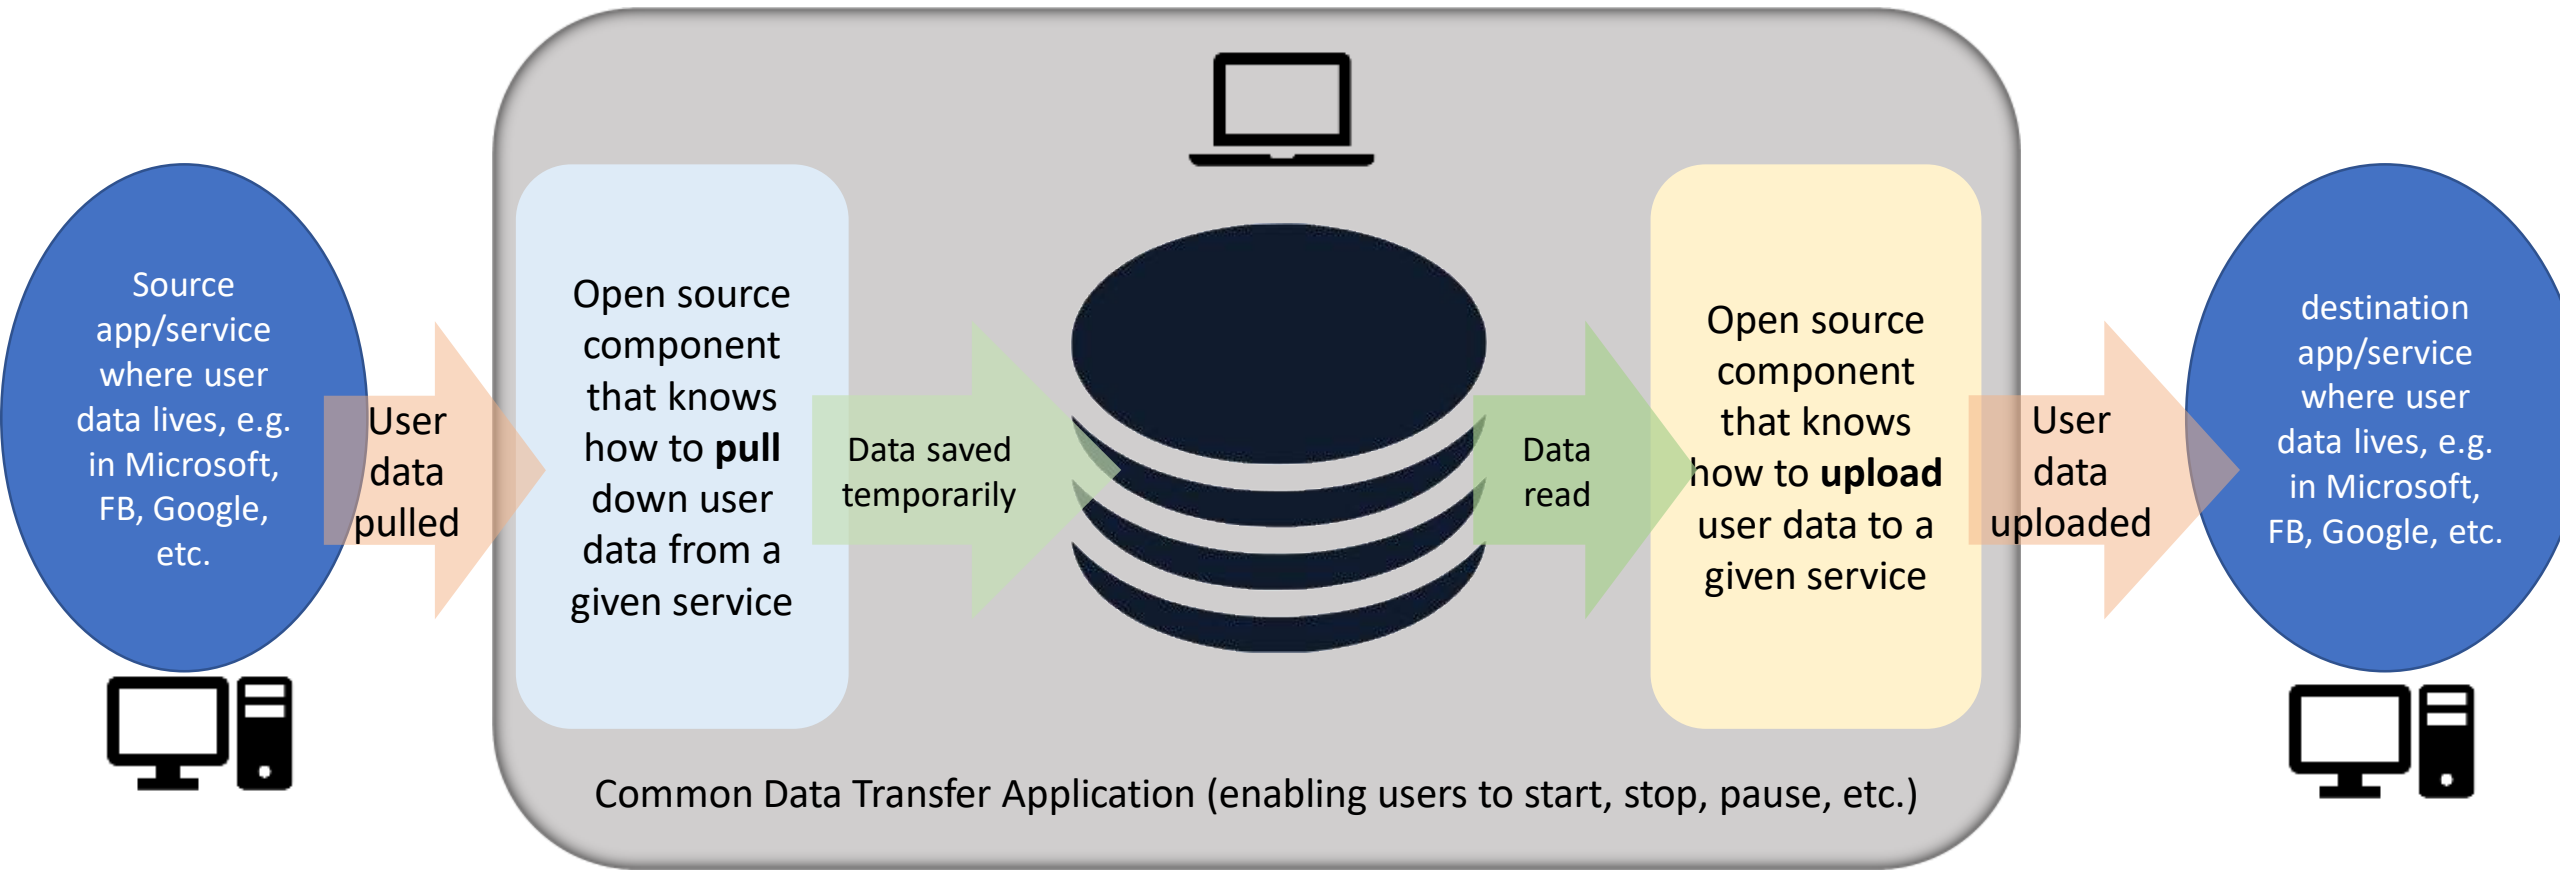 Source
app/service
where user
data lives, e.g.
in Microsoft,
FB, Google,
etc.
User
data
pulled
Open source
component
that knows
how to pull
down user
data from a
given service
Data saved
temporarily
Data
read
Open source
component
that knows
how to upload
user data to a
given service
User
data
uploaded
destination
app/service
where user
data lives, e.g.
in Microsoft,
FB, Google, etc.
Common Data Transfer Application (enabling users to start, stop, pause, etc.)